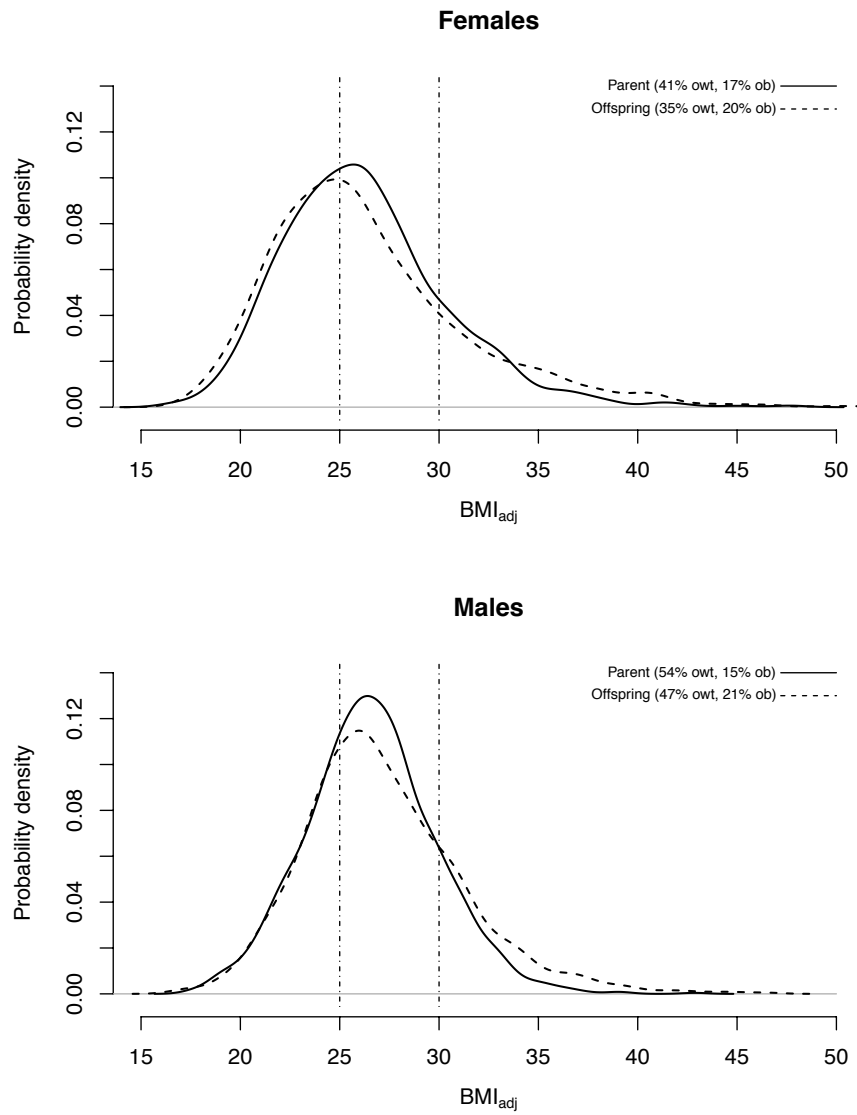 Females
Parent (41% owt, 17% ob)
Offspring (35% owt, 20% ob)
Probability density
0.00 0.04 0.08 0.12
15 20 25 30 35 40 45 50
BMIadj
Males
Parent (54% owt, 15% ob)
Offspring (47% owt, 21% ob)
Probability density
0.00 0.04 0.08 0.12
15 20 25 30 35 40 45 50
BMIadj